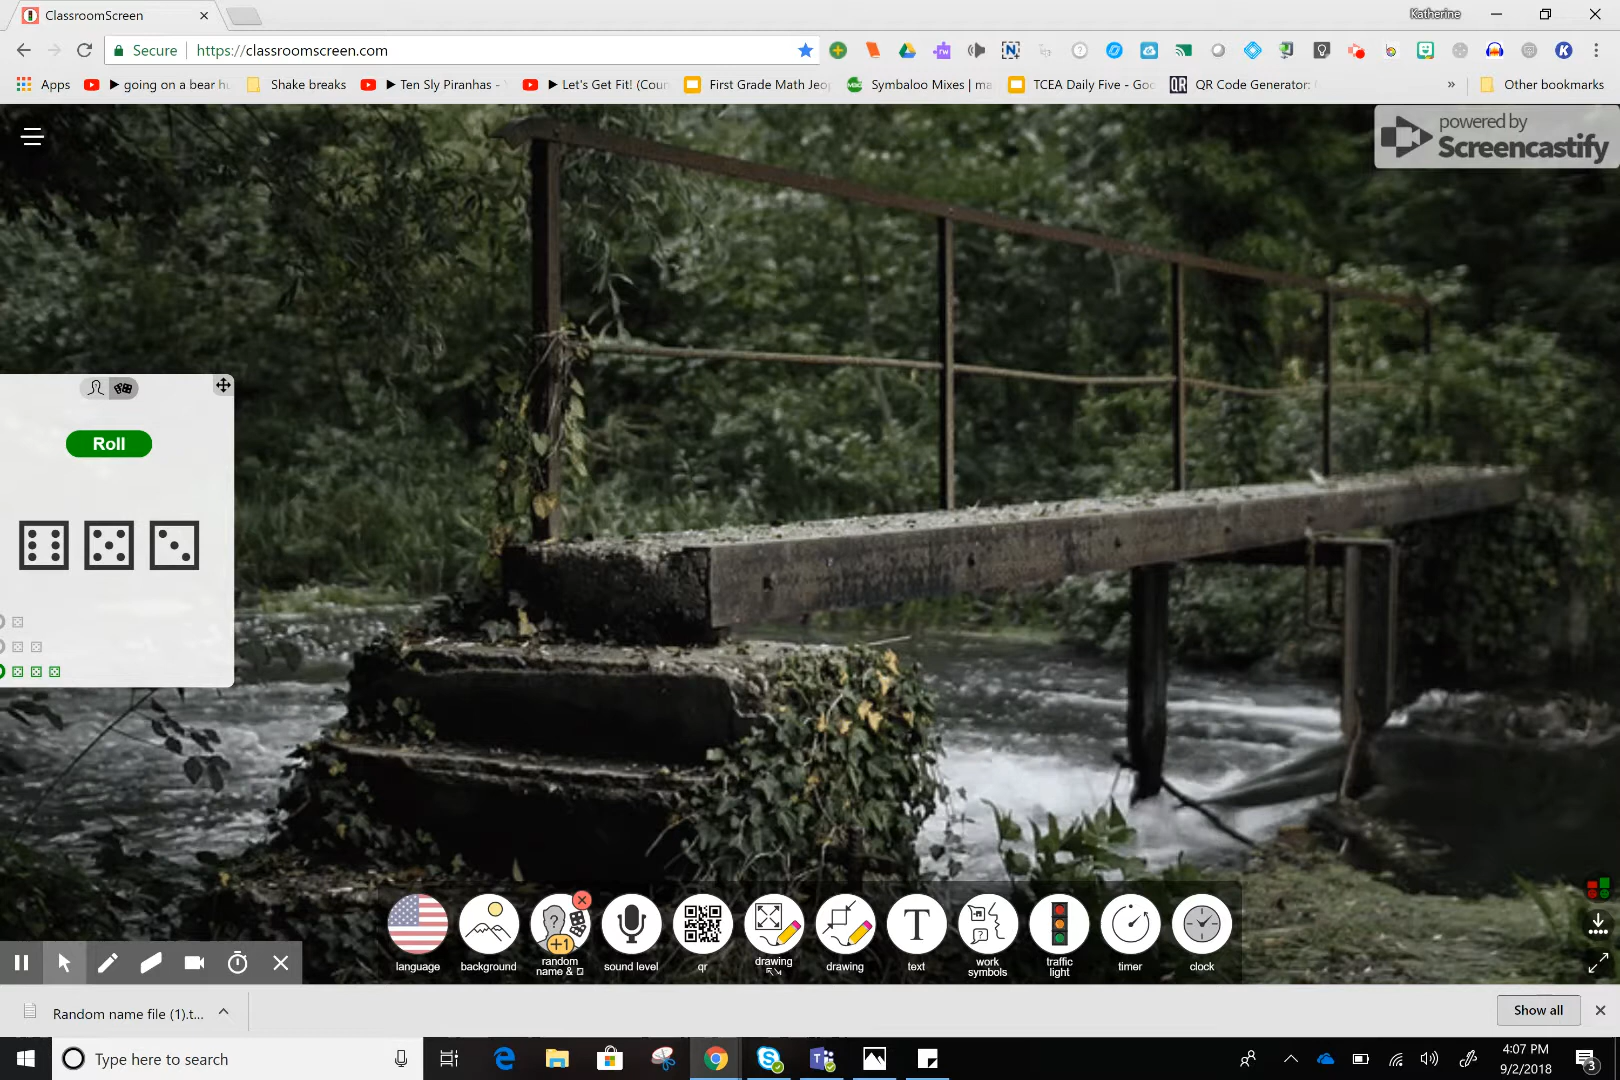 ClassroomScreen
Katherine
Secure
https://classroomscreen.com
Apps
going on a bear
Shake breaks
Ten Sly Piranhas -
Let's Get Fit! (Coun
First Grade Math Jeop
Symbaloo Mixes | ma
TCEA Daily Five - Goo
QR Code Generator:
»
Other bookmarks
powered by
Screencastify
Roll
language
background
random
name &
+1
sound level
qr
drawing
drawing
T
text
work
symbols
traffic
light
timer
clock
Random name file (1).t...
Show all
Type here to search
4:07 PM
9/2/2018
3